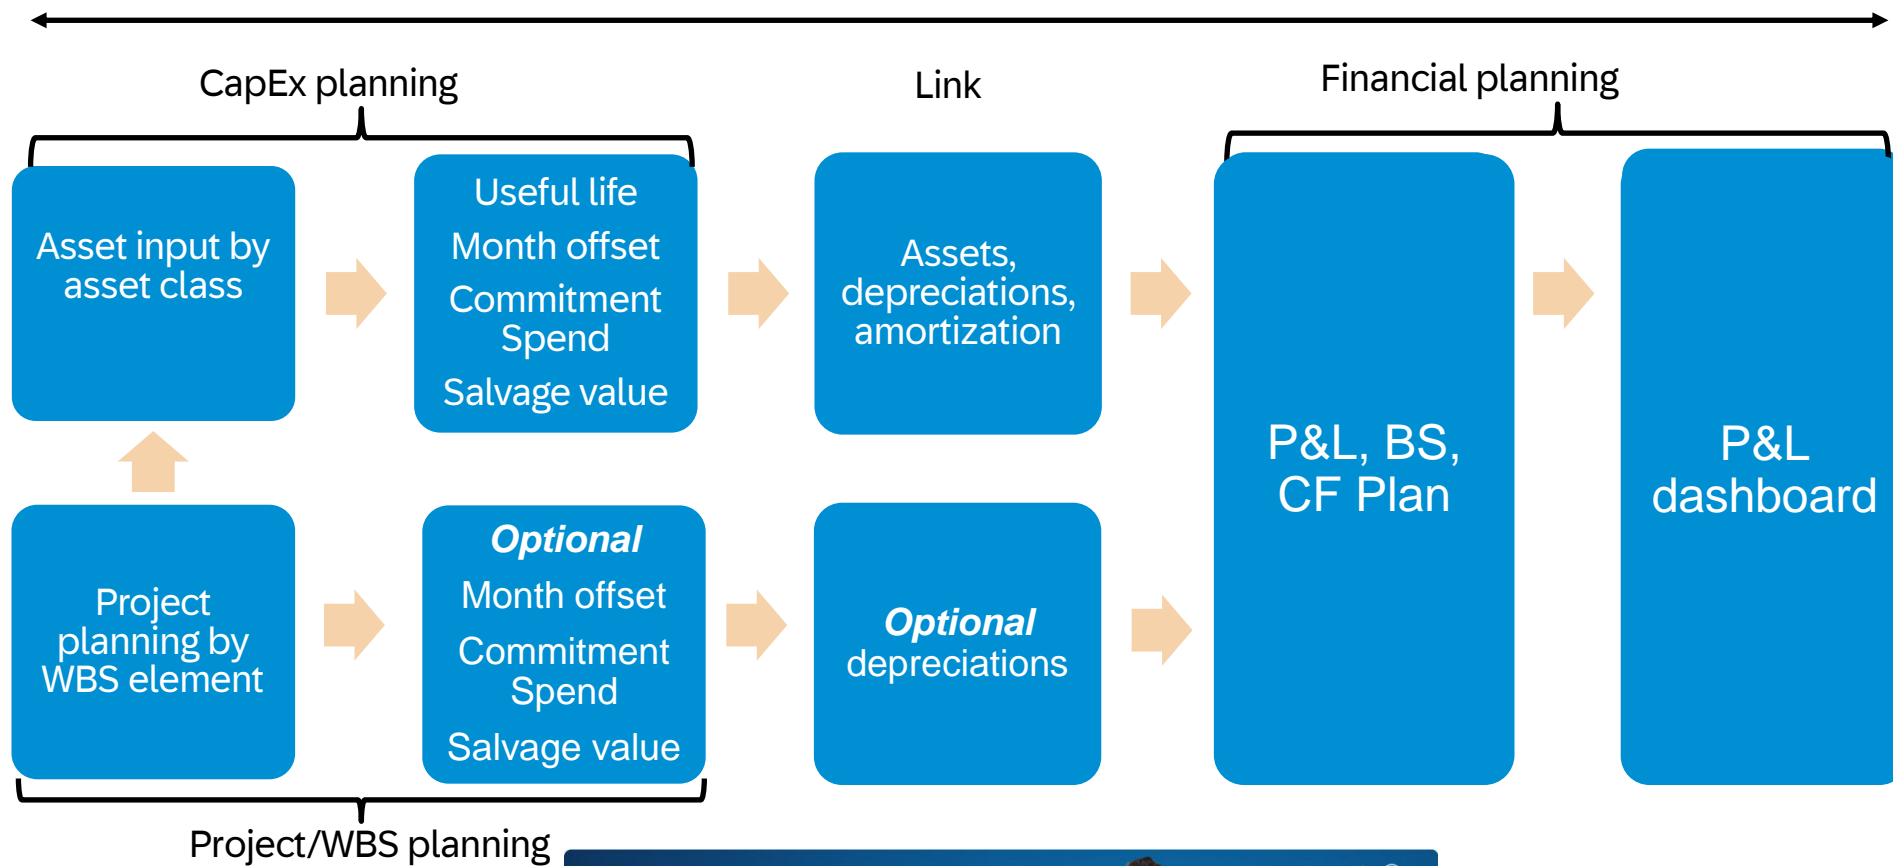 CapEx planning
Link
Financial planning
Asset input by
asset class
Useful life
Month offset
Commitment
Spend
Salvage value
Assets,
depreciations,
amortization
P&L, BS,
CF Plan
P&L
dashboard
Project
planning by
WBS element
Optional
Month offset
Commitment
Spend
Salvage value
Optional
depreciations
Project/WBS planning